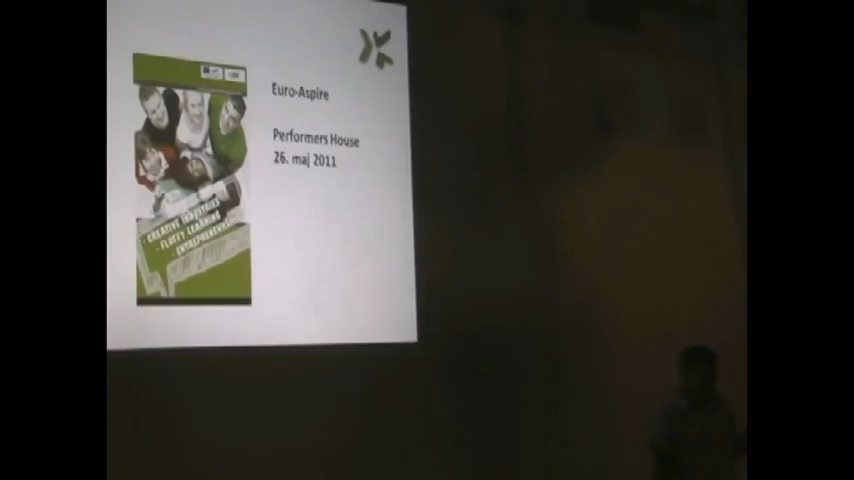 Euro-Aspire
Performers House
26. maj 2011
- CREATIVE INDUSTRIES
- FLUFFY LEARNING
- ENTREPRENEURSHIP